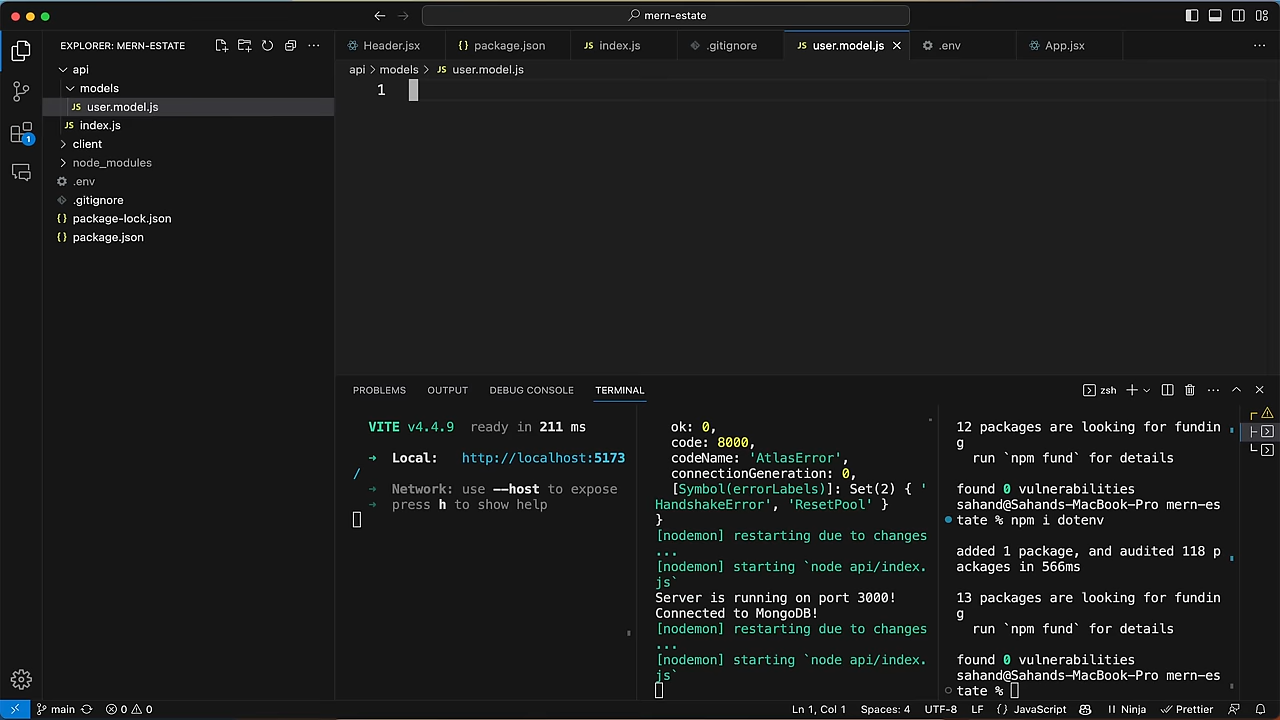 mern-estate
EXPLORER: MERN-ESTATE
api
models
JS user.model.js
JS index.js
client
node_modules
.env
.gitignore
{} package-lock.json
{} package.json
1
Header.jsx
{} package.json
JS index.js
.gitignore
JS user.model.js
.env
App.jsx
api > models > JS user.model.js
1
PROBLEMS
OUTPUT
DEBUG CONSOLE
TERMINAL
zsh
VITE v4.4.9 ready in 211 ms
➜ Local: http://localhost:5173
/
➜ Network: use --host to expose
➜ press h to show help
ok: 0,
code: 8000,
codeName: 'AtlasError',
connectionGeneration: 0,
[Symbol(errorLabels)]: Set(2) { '
HandshakeError', 'ResetPool' }
}
[nodemon] restarting due to changes
...
[nodemon] starting `node api/index.
js`
Server is running on port 3000!
Connected to MongoDB!
[nodemon] restarting due to changes
...
[nodemon] starting `node api/index.
js`
12 packages are looking for fundin
g
run `npm fund` for details
found 0 vulnerabilities
sahand@Sahands-MacBook-Pro mern-es
tate % npm i dotenv
added 1 package, and audited 118 p
ackages in 566ms
13 packages are looking for fundin
g
run `npm fund` for details
found 0 vulnerabilities
sahand@Sahands-MacBook-Pro mern-es
tate %
main
0 0
Ln 1, Col 1
Spaces: 4
UTF-8
LF
{} JavaScript
Ninja
Prettier